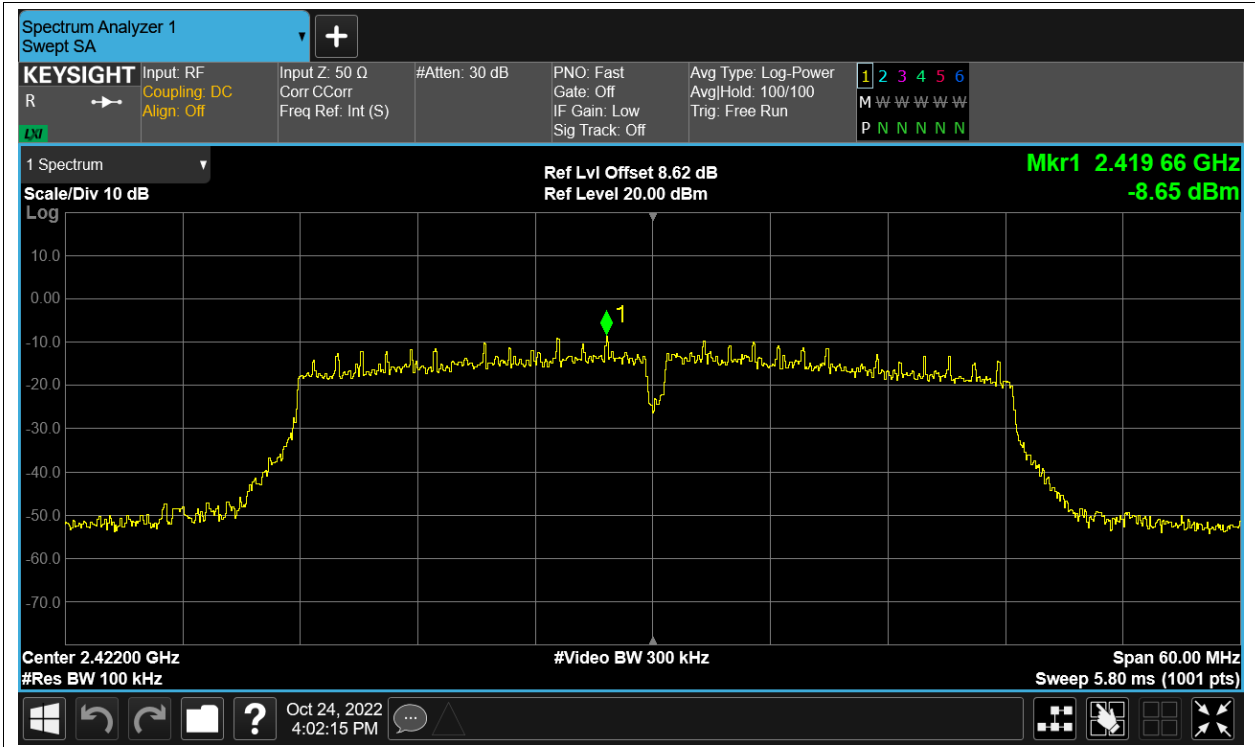 Spectrum Analyzer 1
Swept SA
KEYSIGHT
R
LXI
Input: RF
Coupling: DC
Align: Off
Input Z: 50 Ω
Corr CCorr
Freq Ref: Int (S)
#Atten: 30 dB
PNO: Fast
Gate: Off
IF Gain: Low
Sig Track: Off
Avg Type: Log-Power
Avg|Hold: 100/100
Trig: Free Run
1 2 3 4 5 6
M W W W W W
P N N N N N
1 Spectrum
Scale/Div 10 dB
Log
Ref Lvl Offset 8.62 dB
Ref Level 20.00 dBm
Mkr1 2.419 66 GHz
-8.65 dBm
10.0
0.00
-10.0
-20.0
-30.0
-40.0
-50.0
-60.0
-70.0
1
Center 2.42200 GHz
#Res BW 100 kHz
#Video BW 300 kHz
Span 60.00 MHz
Sweep 5.80 ms (1001 pts)
?
Oct 24, 2022
4:02:15 PM